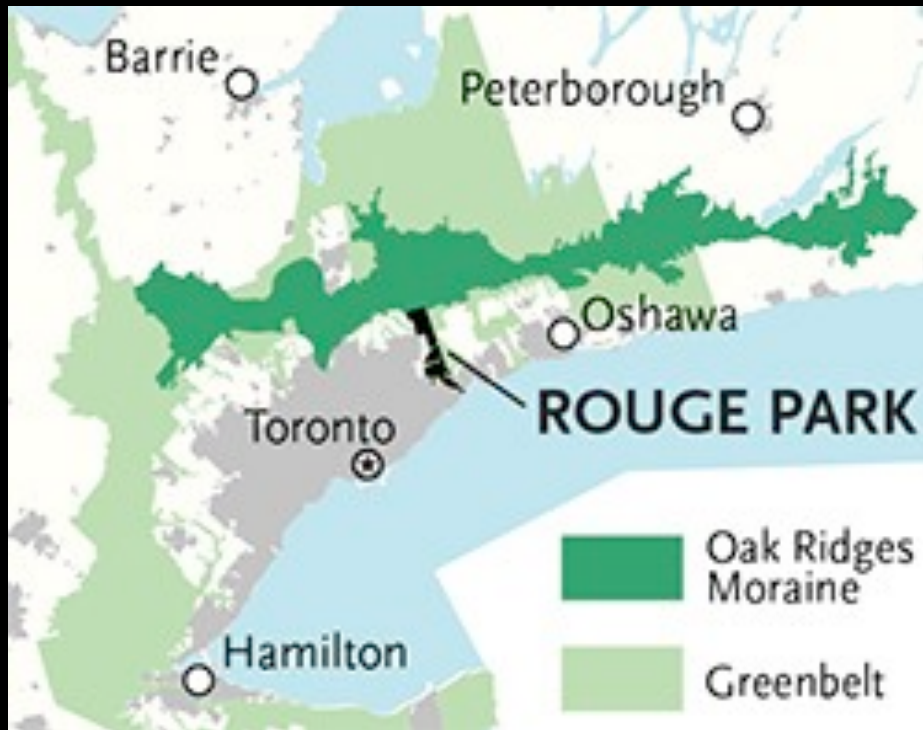 Barrie
Peterborough
Oshawa
ROUGE PARK
Toronto
Oak Ridges
Moraine
Hamilton
Greenbelt